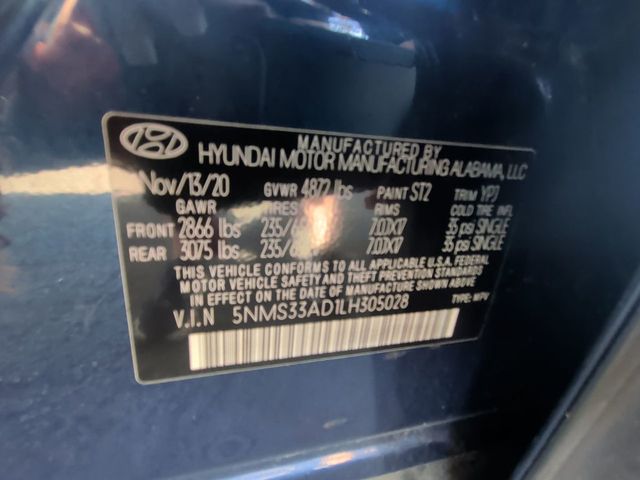 MANUFACTURED BY
HYUNDAI MOTOR MANUFACTURING ALABAMA, LLC
Nov/13/20 GVWR 4872 lbs PAINT ST2 TRIM YPJ
GAWR TIRES RIMS COLD TIRE INFL
FRONT 2866 lbs 7.0JX17 35 psi SINGLE
REAR 3075 lbs 7.0JX17 35 psi SINGLE
THIS VEHICLE CONFORMS TO ALL APPLICABLE U.S.A. FEDERAL
MOTOR VEHICLE SAFETY AND THEFT PREVENTION STANDARDS
IN EFFECT ON THE DATE OF MANUFACTURE SHOWN ABOVE.
V.I.N 5NMS33AD1LH305028 TYPE: MPV